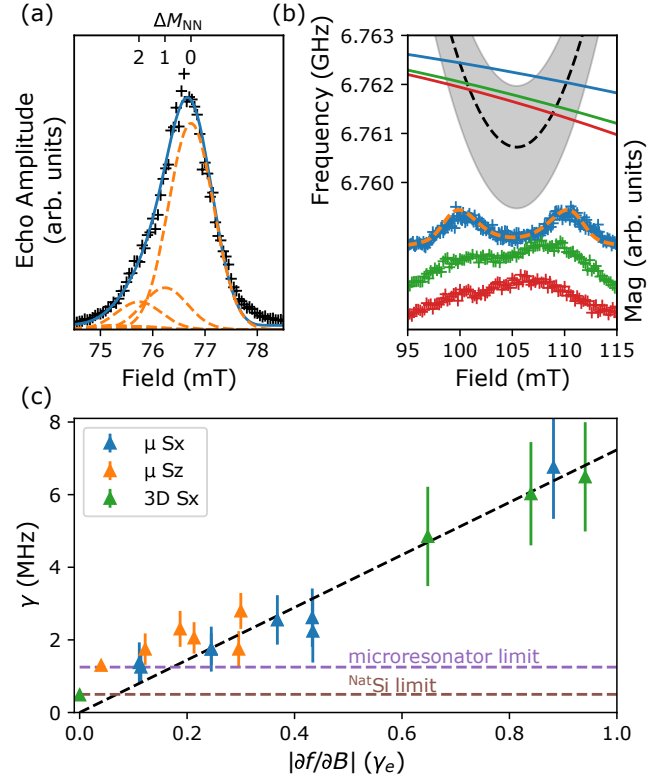 (a)
ΔM_NN
2 1 0
Echo Amplitude
(arb. units)
75 76 77 78
Field (mT)
(b)
Frequency (GHz)
6.763
6.762
6.761
6.760
Mag (arb. units)
95 100 105 110 115
Field (mT)
(c)
8
6
4
2
0
γ (MHz)
μ Sx
μ Sz
3D Sx
microresonator limit
^NatSi limit
0.0 0.2 0.4 0.6 0.8 1.0
|∂f/∂B| (γ_e)